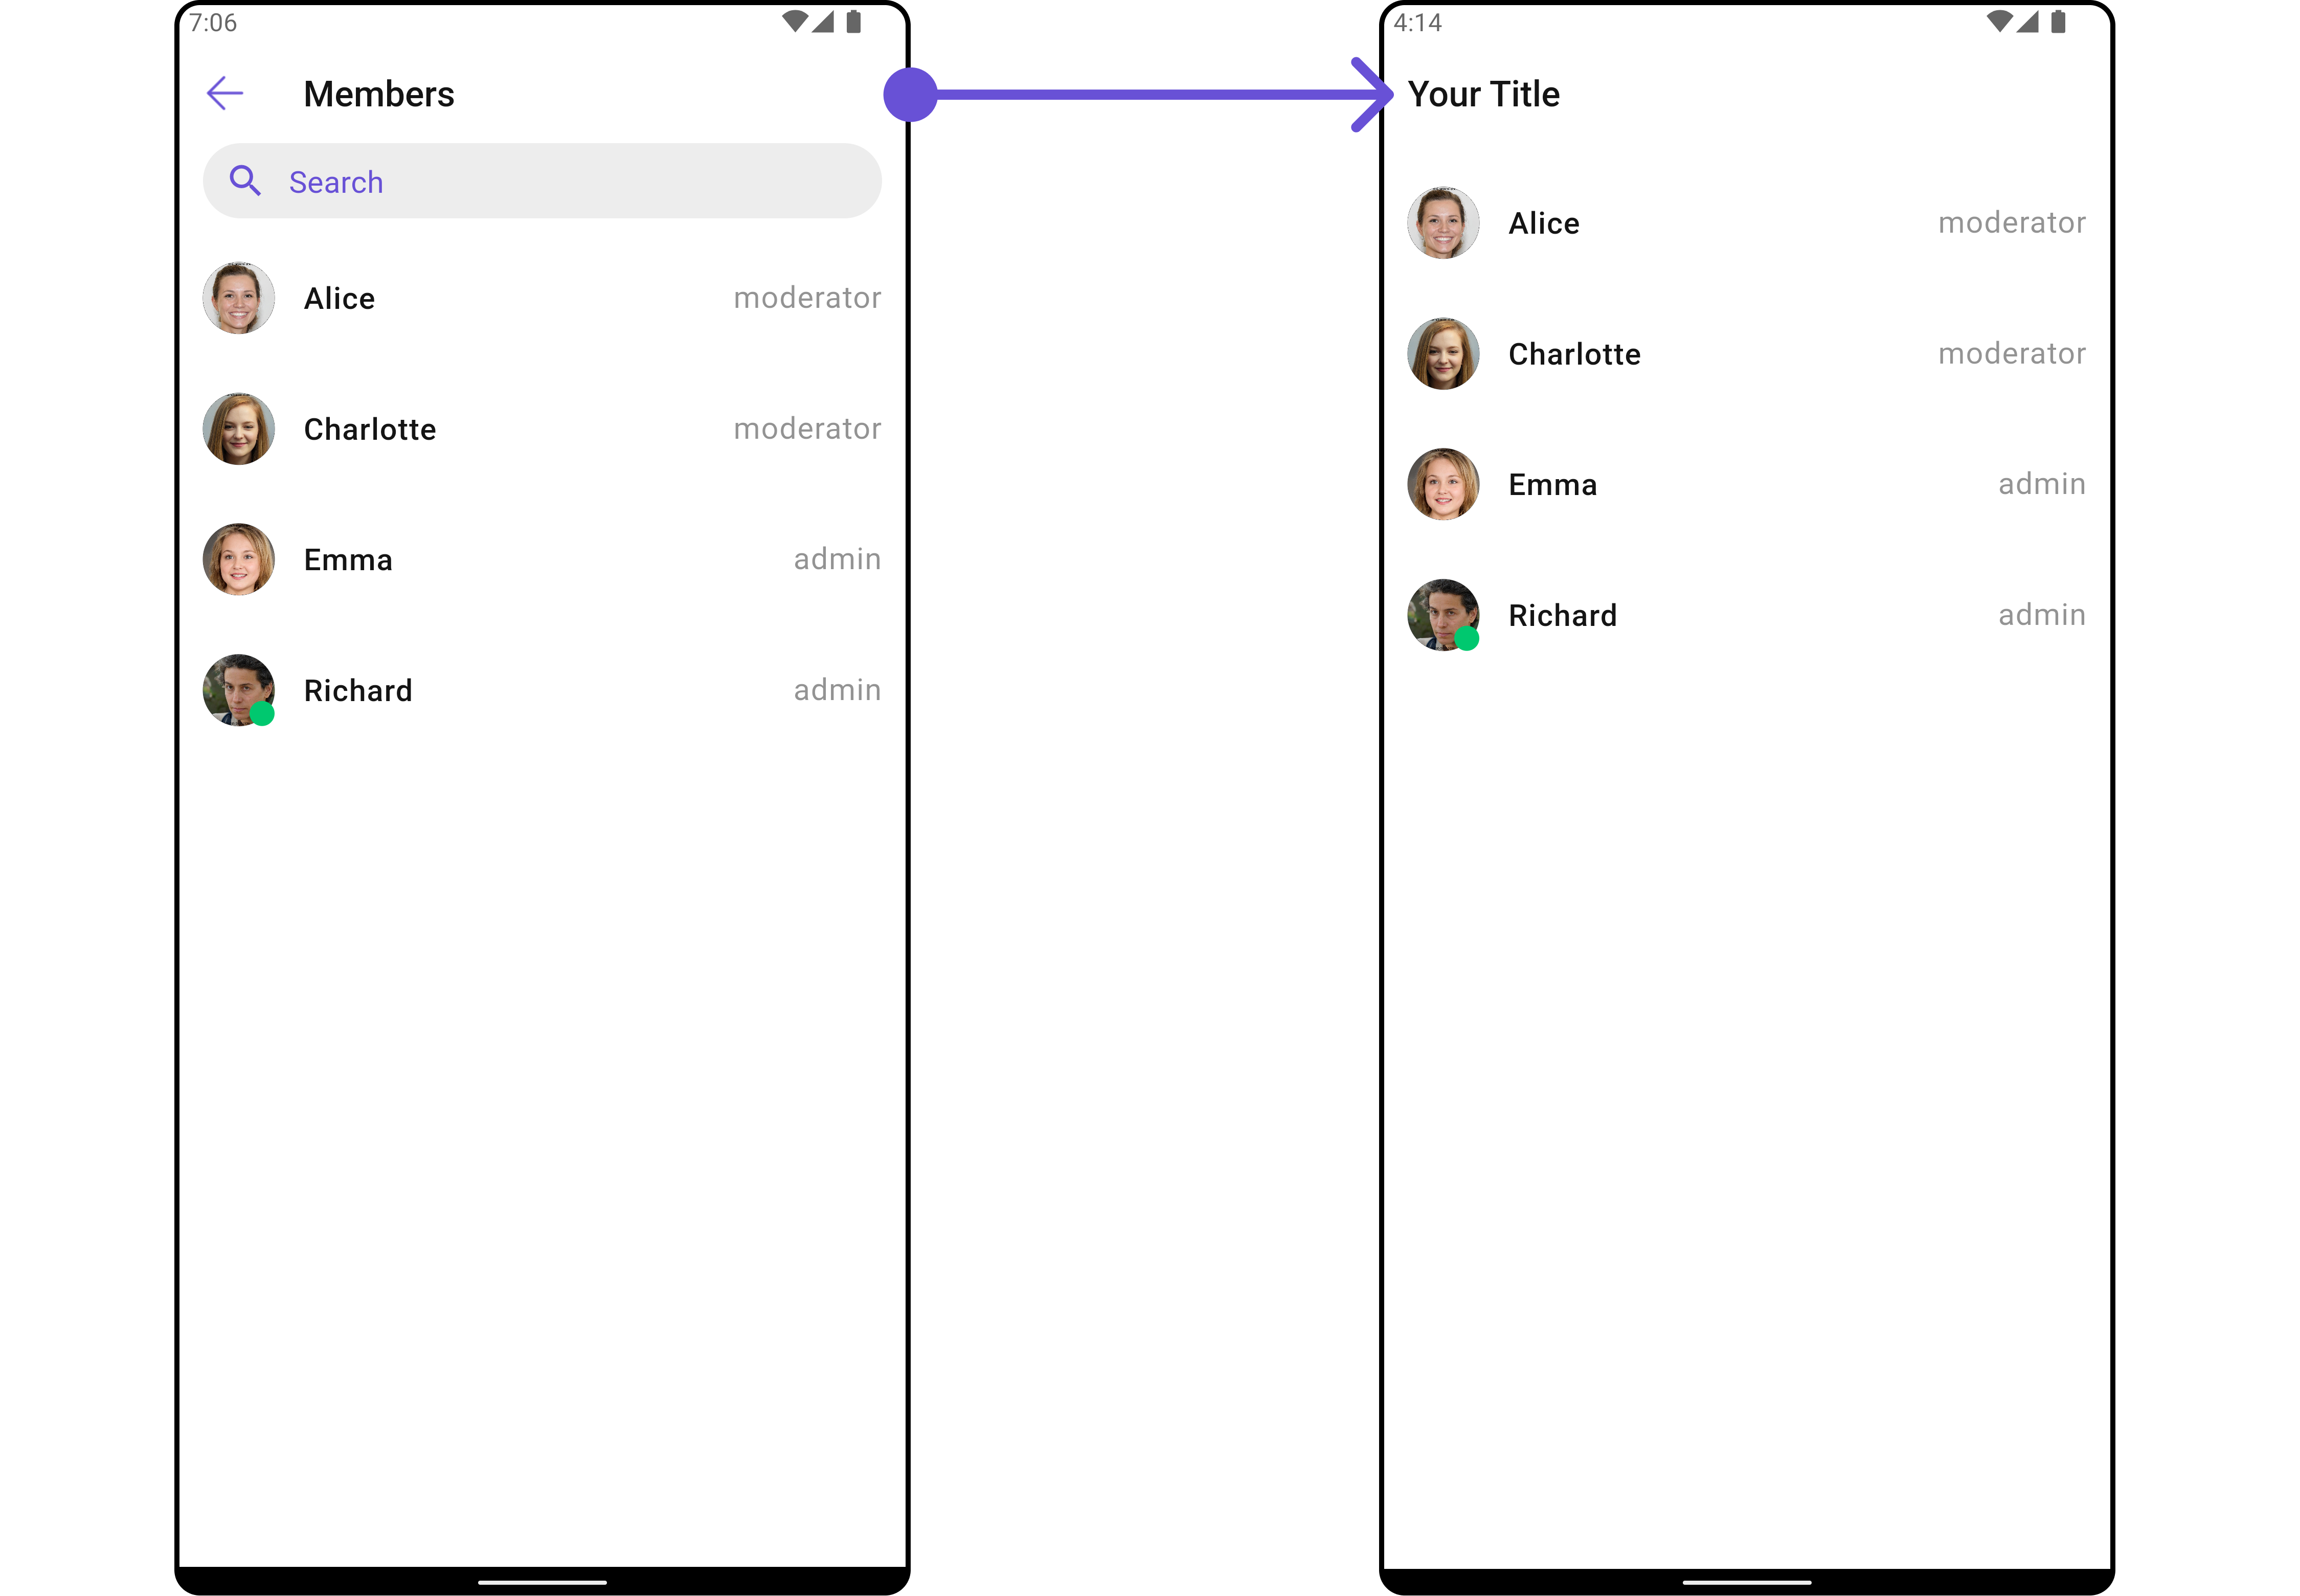 7:06
Members
Search
Alice moderator
Charlotte moderator
Emma admin
Richard admin
4:14
Your Title
Alice moderator
Charlotte moderator
Emma admin
Richard admin